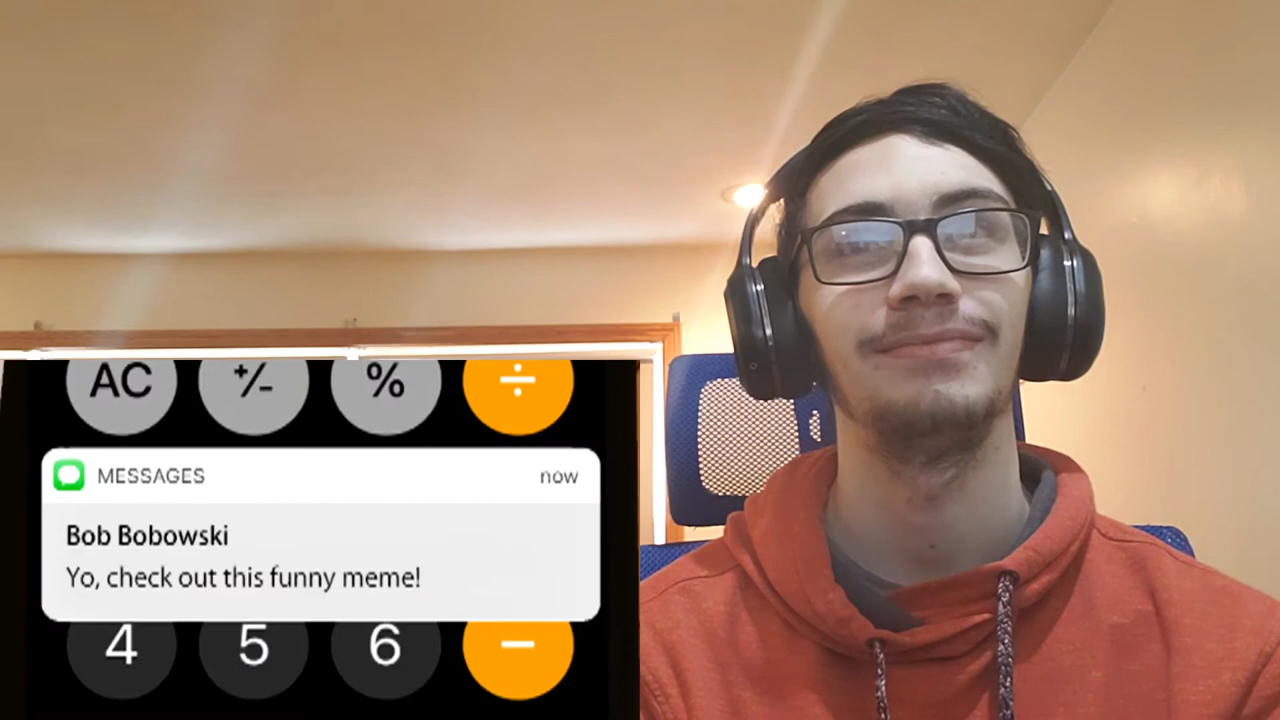 AC +/- % ÷
MESSAGES now
Bob Bobowski
Yo, check out this funny meme!
4 5 6 −